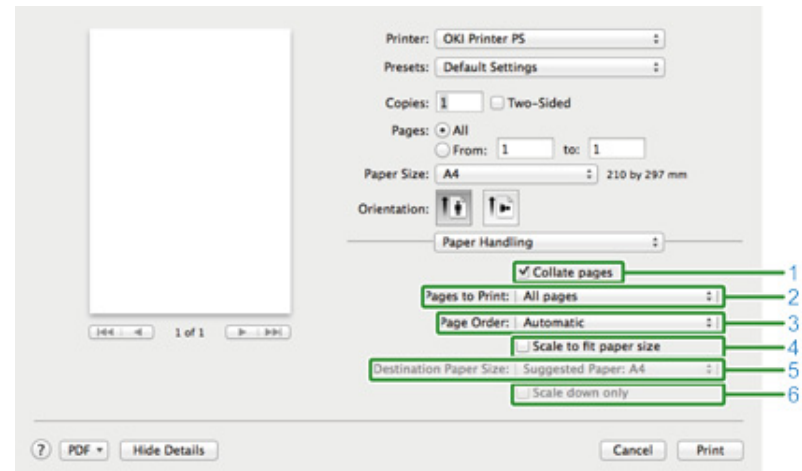 Printer: OKI Printer PS
Presets: Default Settings
Copies: 1 Two-Sided
Pages: All
From: 1 to: 1
Paper Size: A4 210 by 297 mm
Orientation:
Paper Handling
Collate pages 1
Pages to Print: All pages 2
Page Order: Automatic 3
1 of 1
Scale to fit paper size 4
Destination Paper Size: Suggested Paper: A4 5
Scale down only 6
? PDF Hide Details Cancel Print